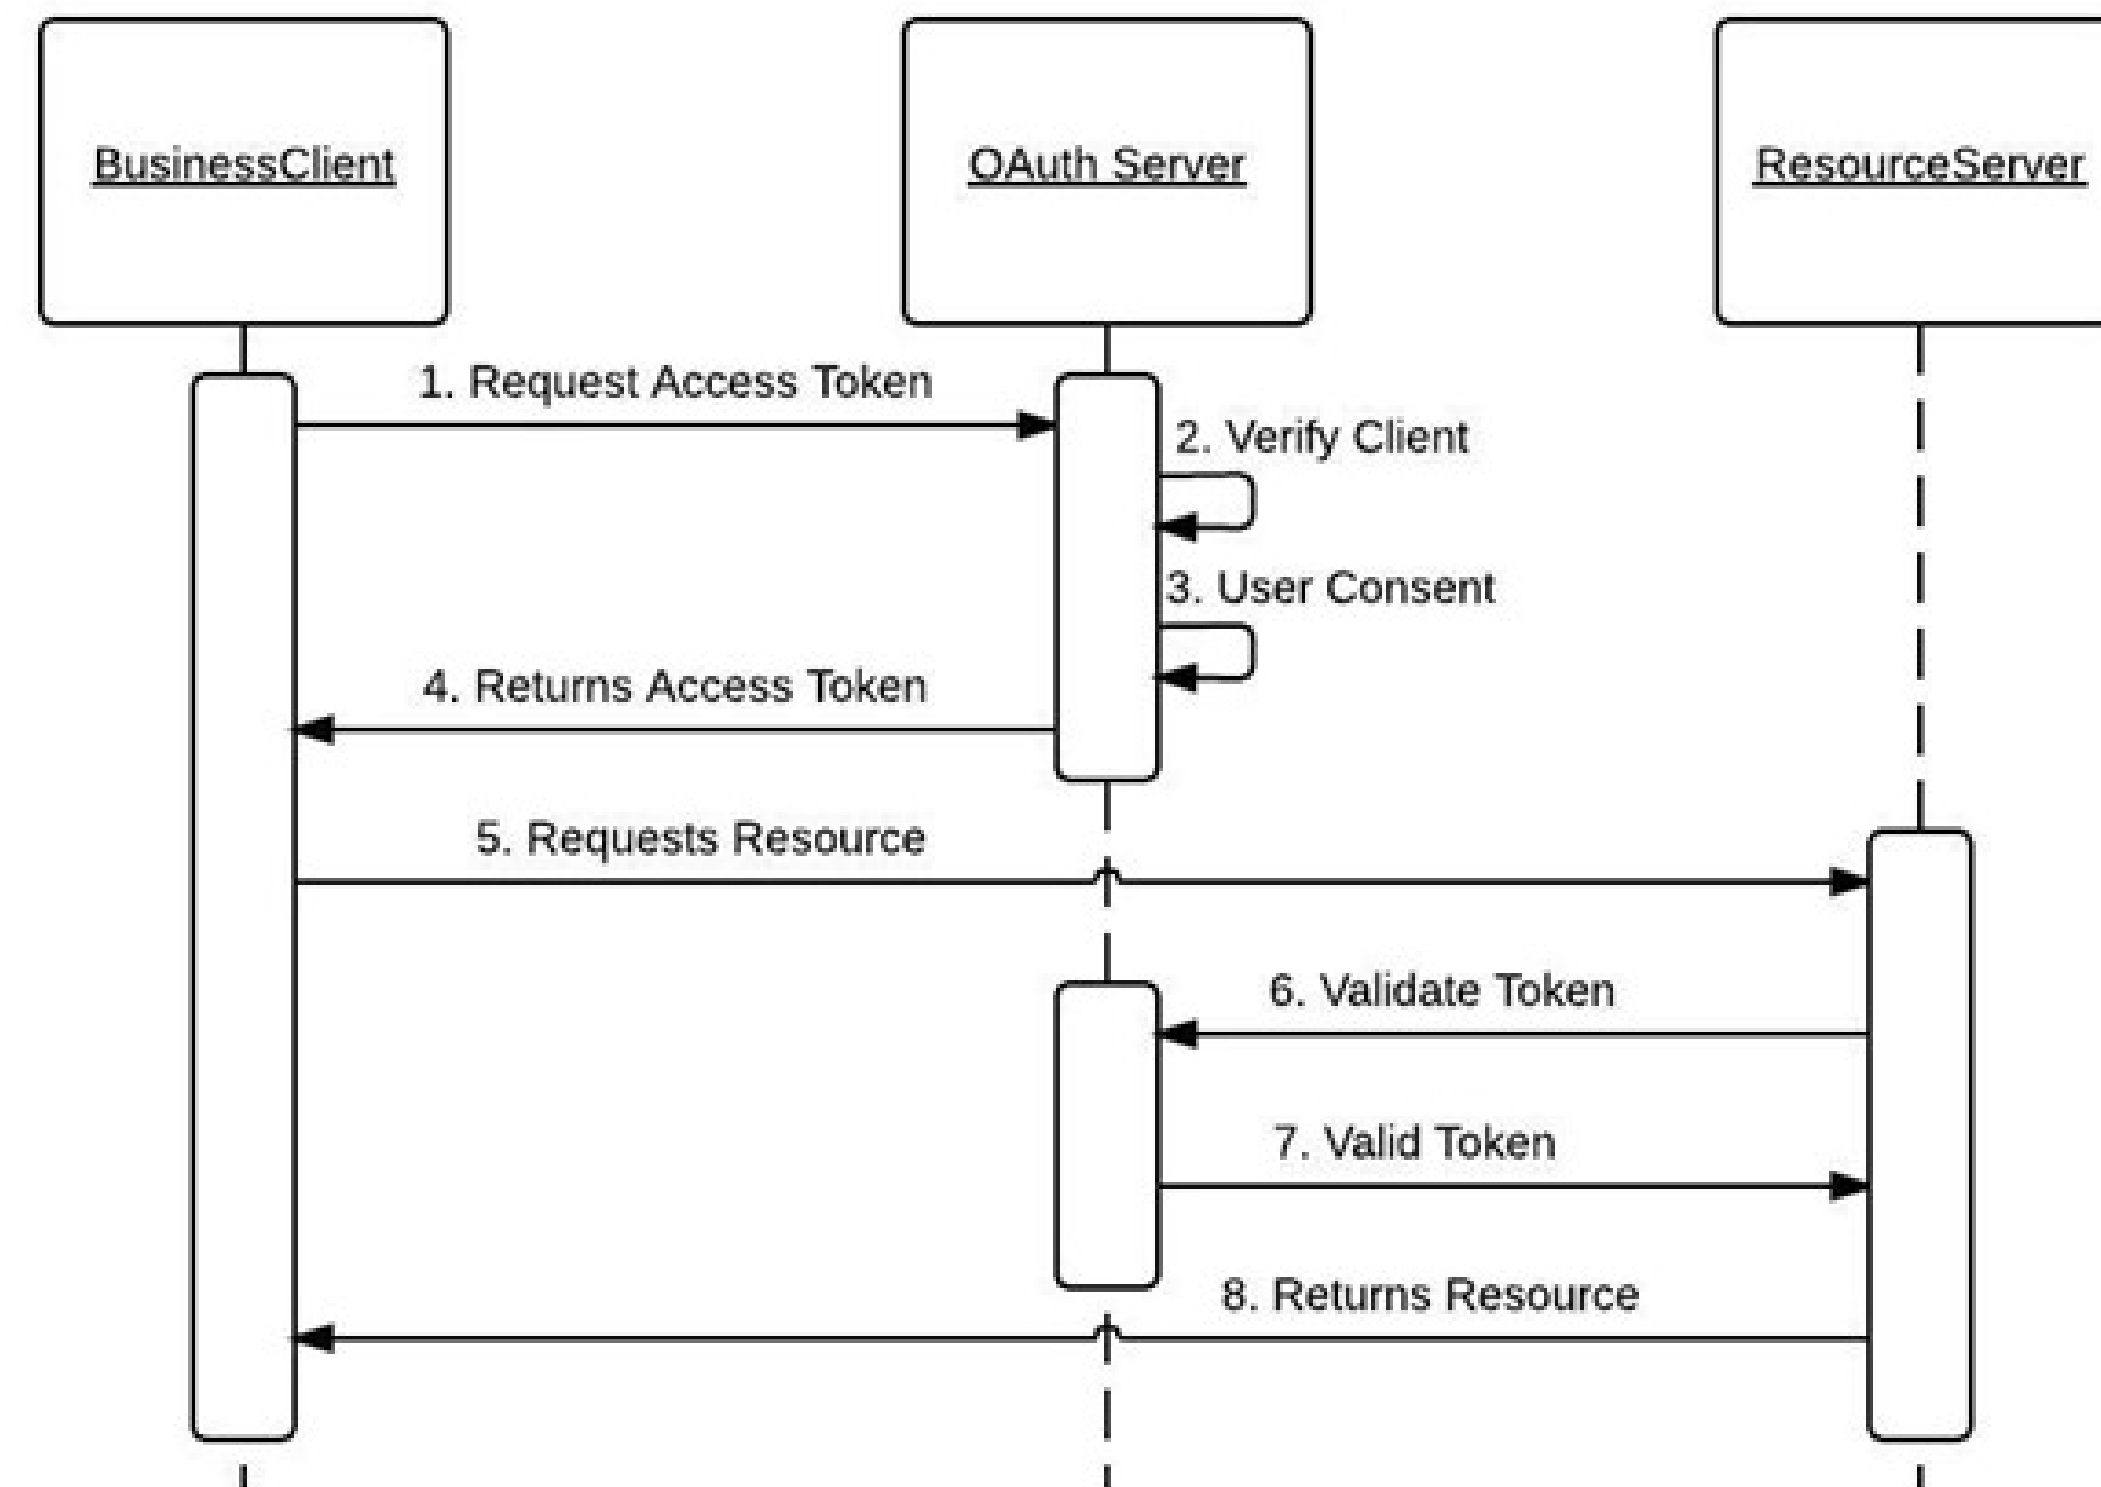 BusinessClient
OAuth Server
ResourceServer
1. Request Access Token
2. Verify Client
3. User Consent
4. Returns Access Token
5. Requests Resource
6. Validate Token
7. Valid Token
8. Returns Resource